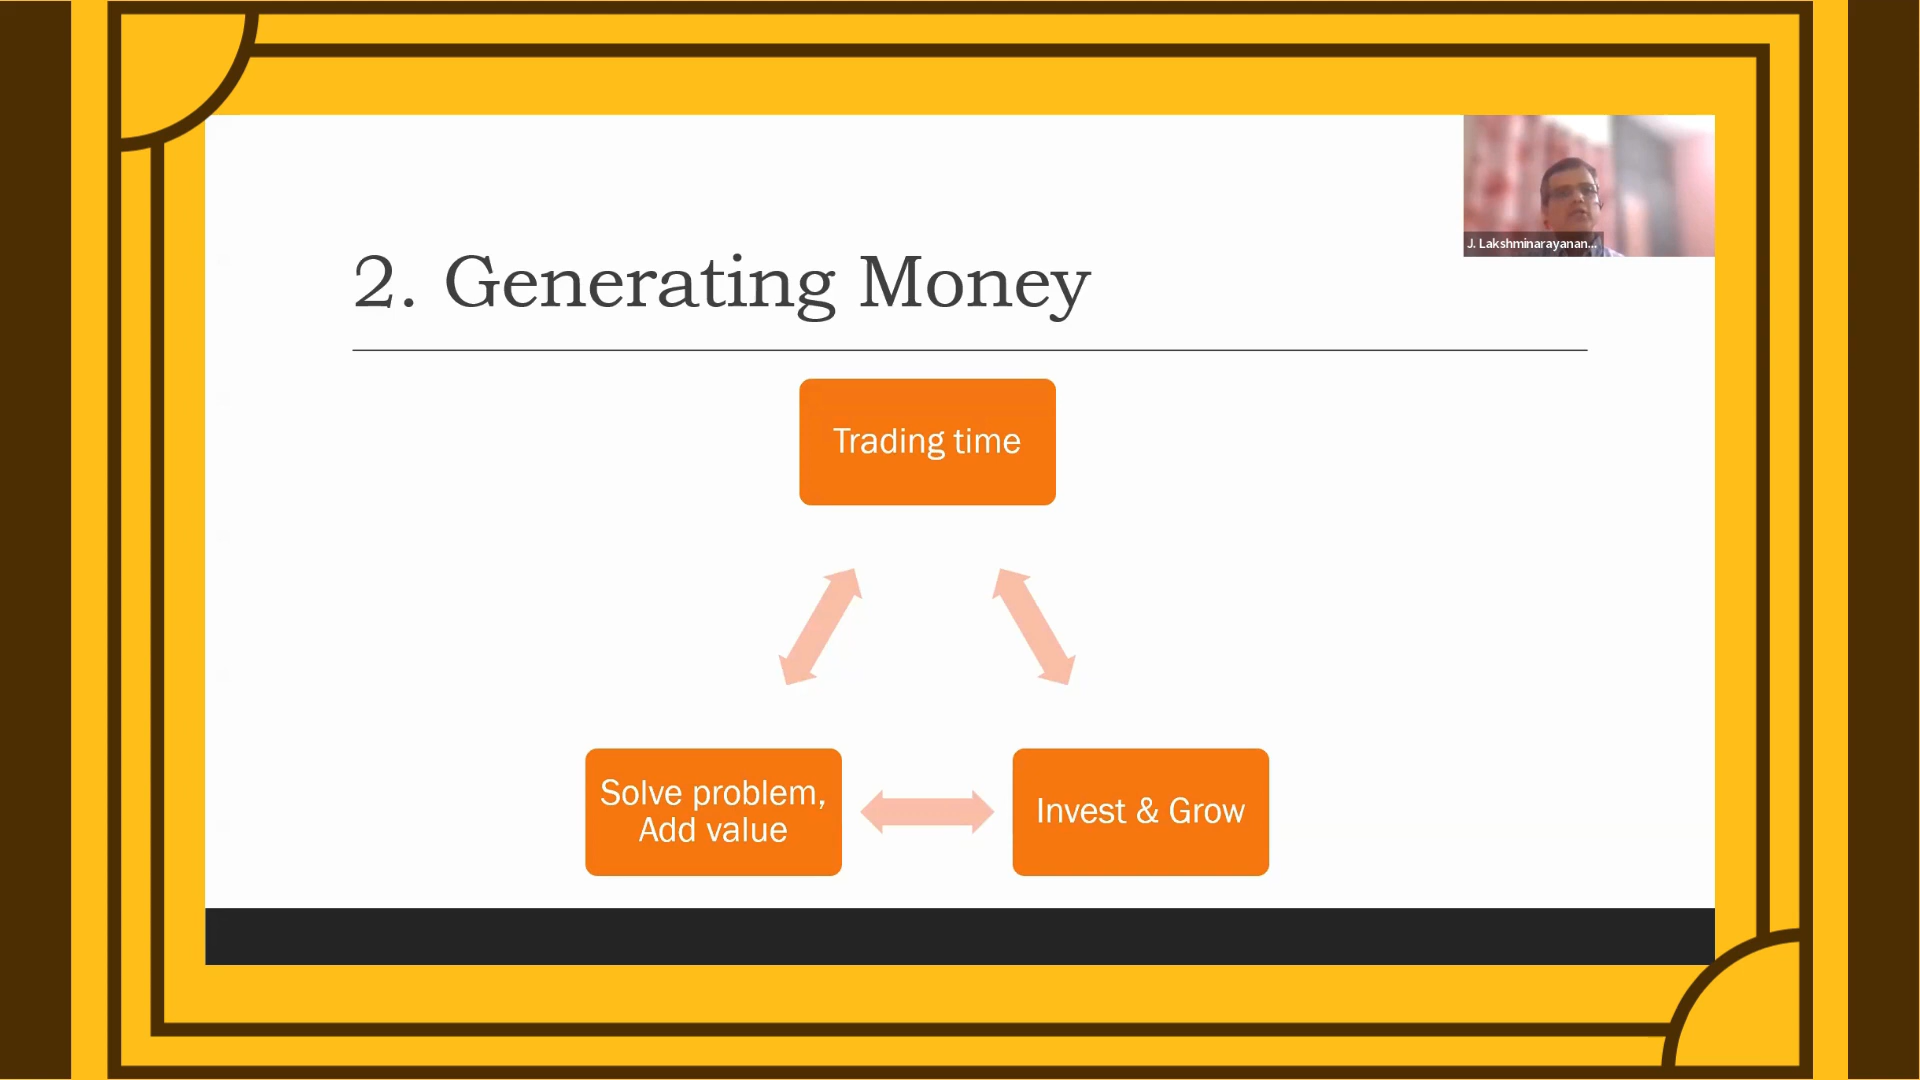 J. Lakshminarayanan...
2. Generating Money
Trading time
Solve problem,
Add value
Invest & Grow